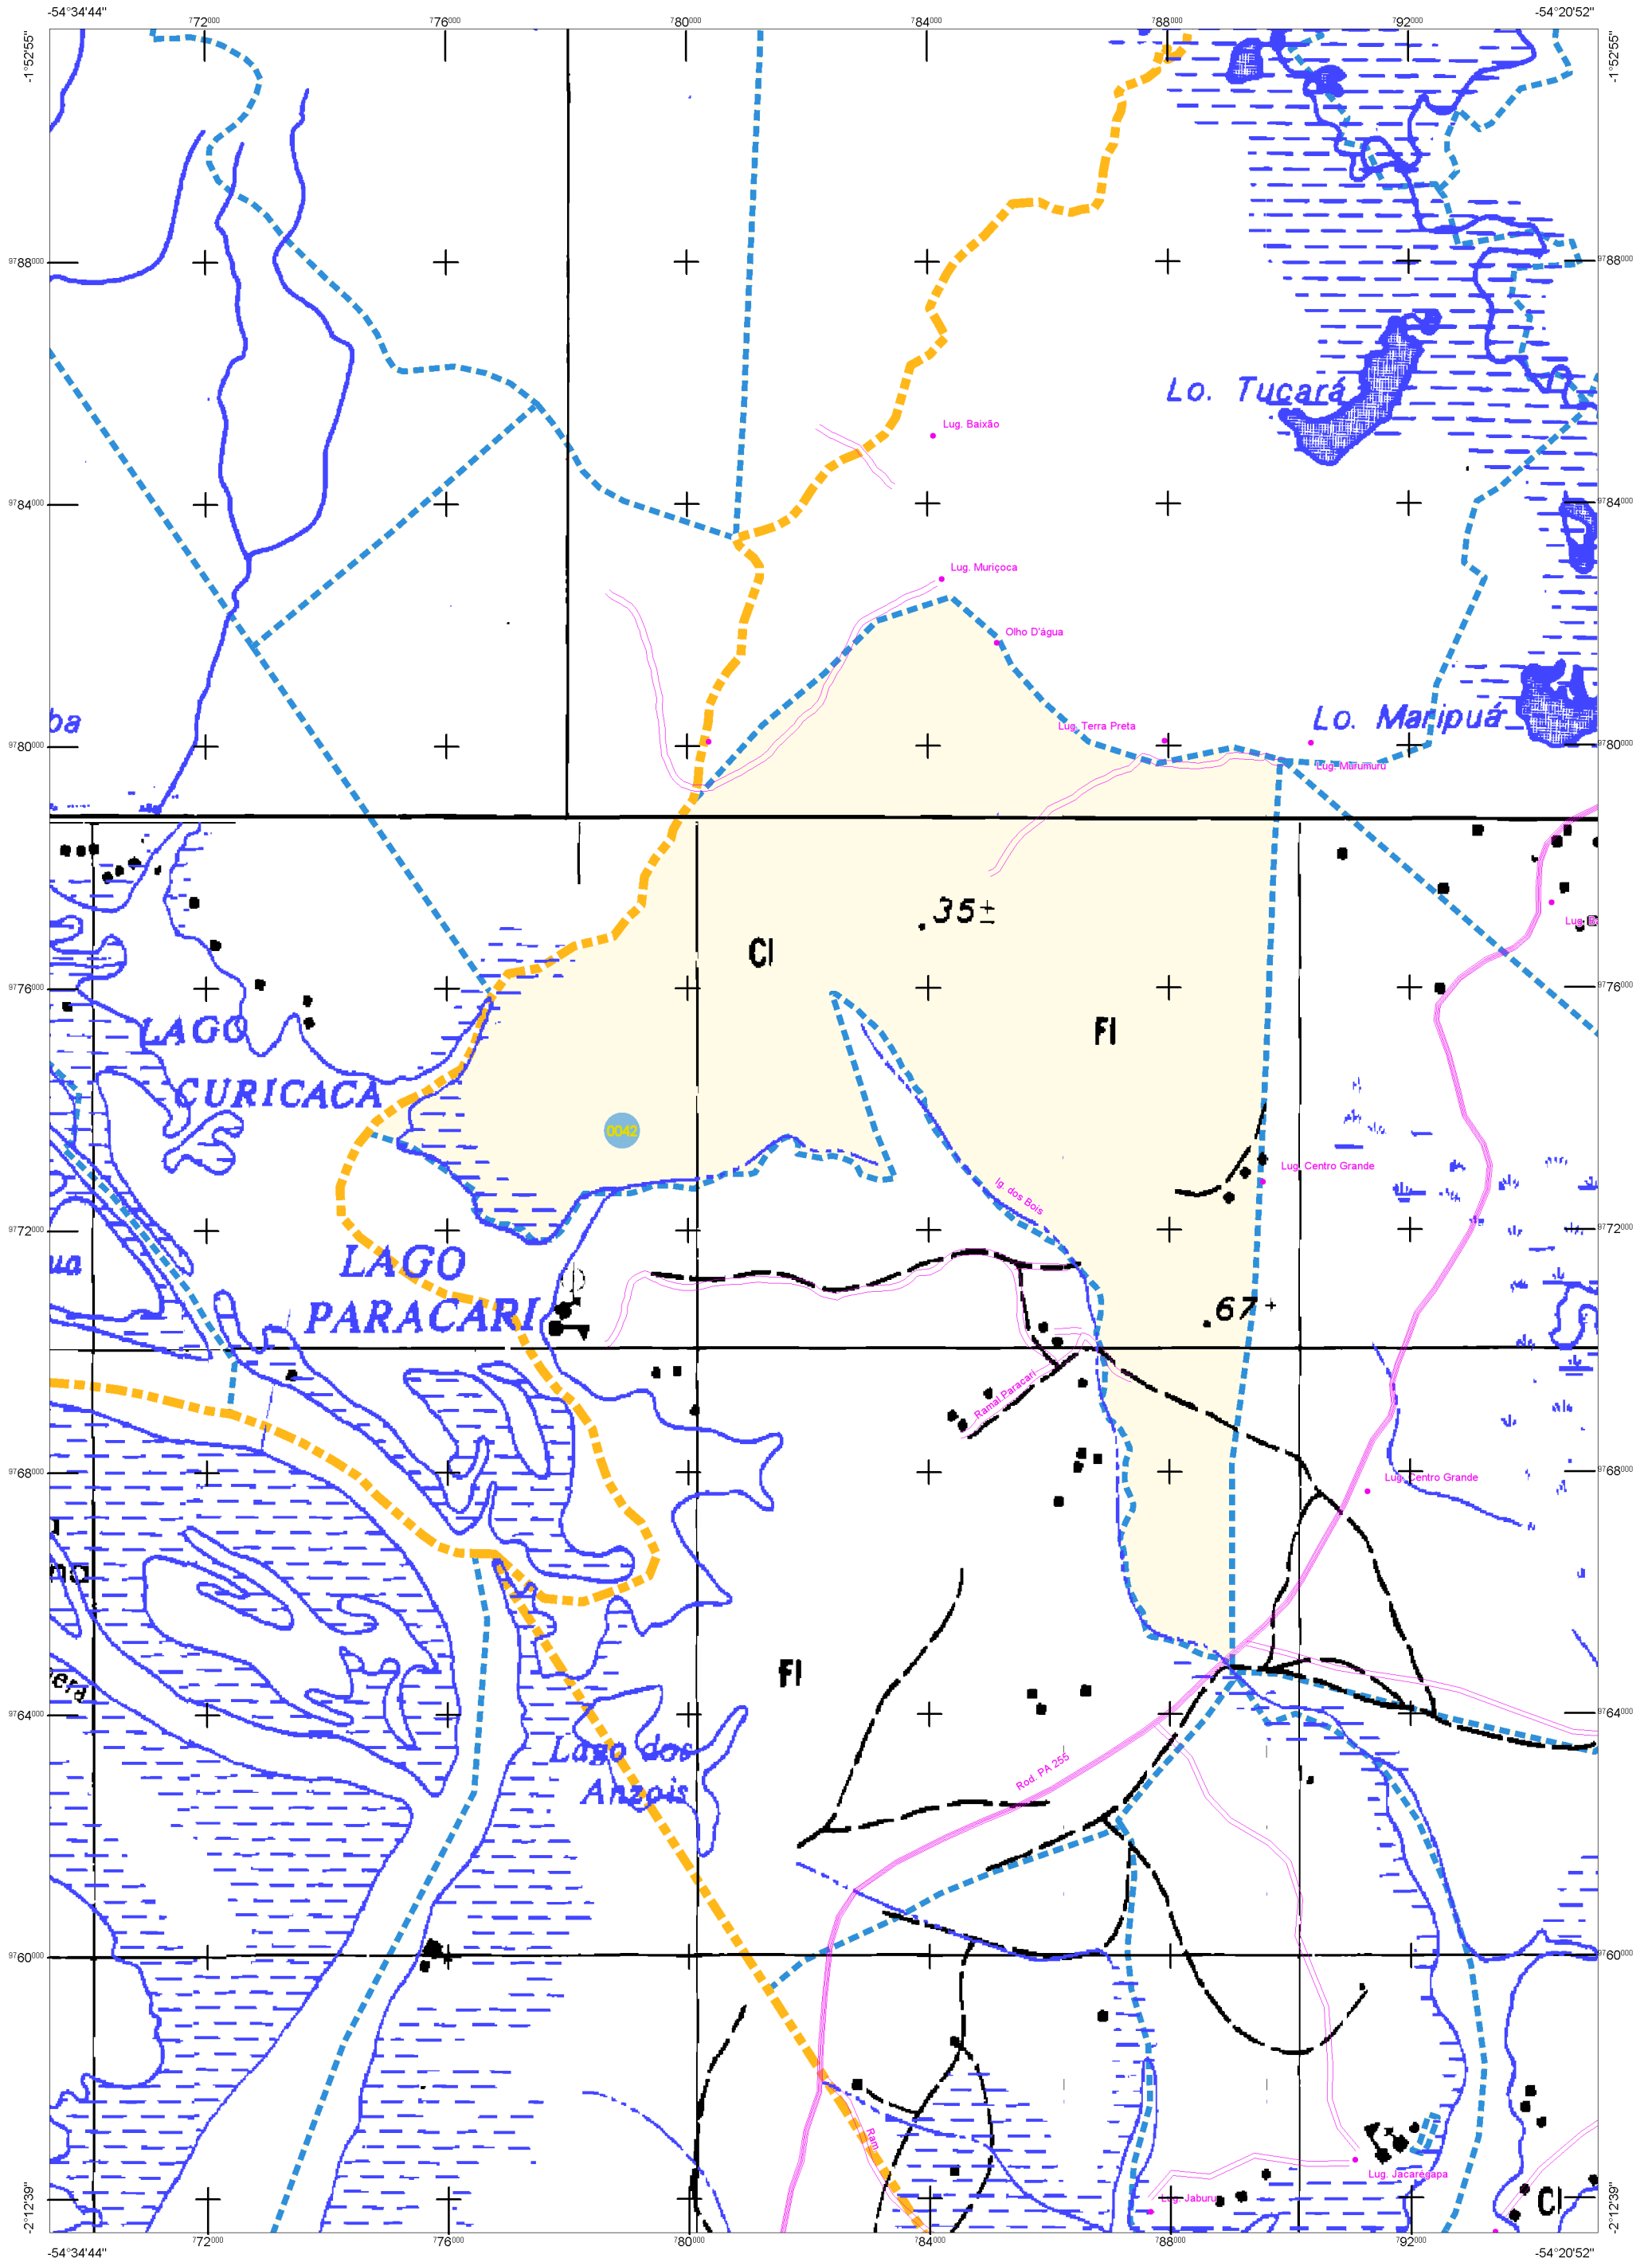 -54°34'44"
-54°20'52"
772000
776000
780000
784000
788000
792000
-1°52'55"
-1°52'55"
9788000
9788000
Lo. Tucará
Lug. Baixão
9784000
9784000
Lug. Muriçoca
Olho D'água
ba
Lo. Maripuá
Lug. Terra Preta
9780000
9780000
Lug. Murumuru
35±
Cl
9776000
9776000
LAGO
Fl
CURICACA
0042
Lug. Centro Grande
Ig. dos Bois
9772000
9772000
ua
LAGO
PARACARI
67+
Ramal Paracari
9768000
9768000
Lug. Centro Grande
Fl
9764000
9764000
Lago dos
Anzois
Rod. PA 255
9760000
9760000
Ram
Lug. Jacarégapa
Lug. Jaburu
Cl
-2°12'39"
-2°12'39"
772000
776000
780000
784000
788000
792000
-54°34'44"
-54°20'52"